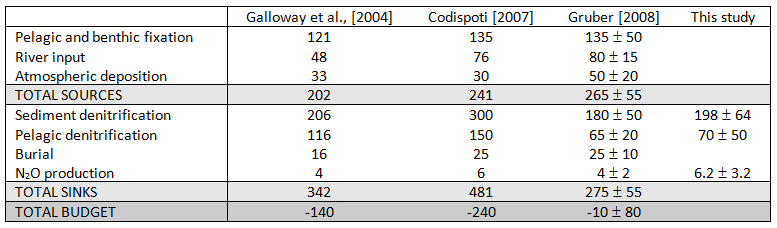 Galloway et al., [2004] Codispoti [2007] Gruber [2008] This study
Pelagic and benthic fixation 121 135 135 ± 50
River input 48 76 80 ± 15
Atmospheric deposition 33 30 50 ± 20
TOTAL SOURCES 202 241 265 ± 55
Sediment denitrification 206 300 180 ± 50 198 ± 64
Pelagic denitrification 116 150 65 ± 20 70 ± 50
Burial 16 25 25 ± 10
N₂O production 4 6 4 ± 2 6.2 ± 3.2
TOTAL SINKS 342 481 275 ± 55
TOTAL BUDGET -140 -240 -10 ± 80